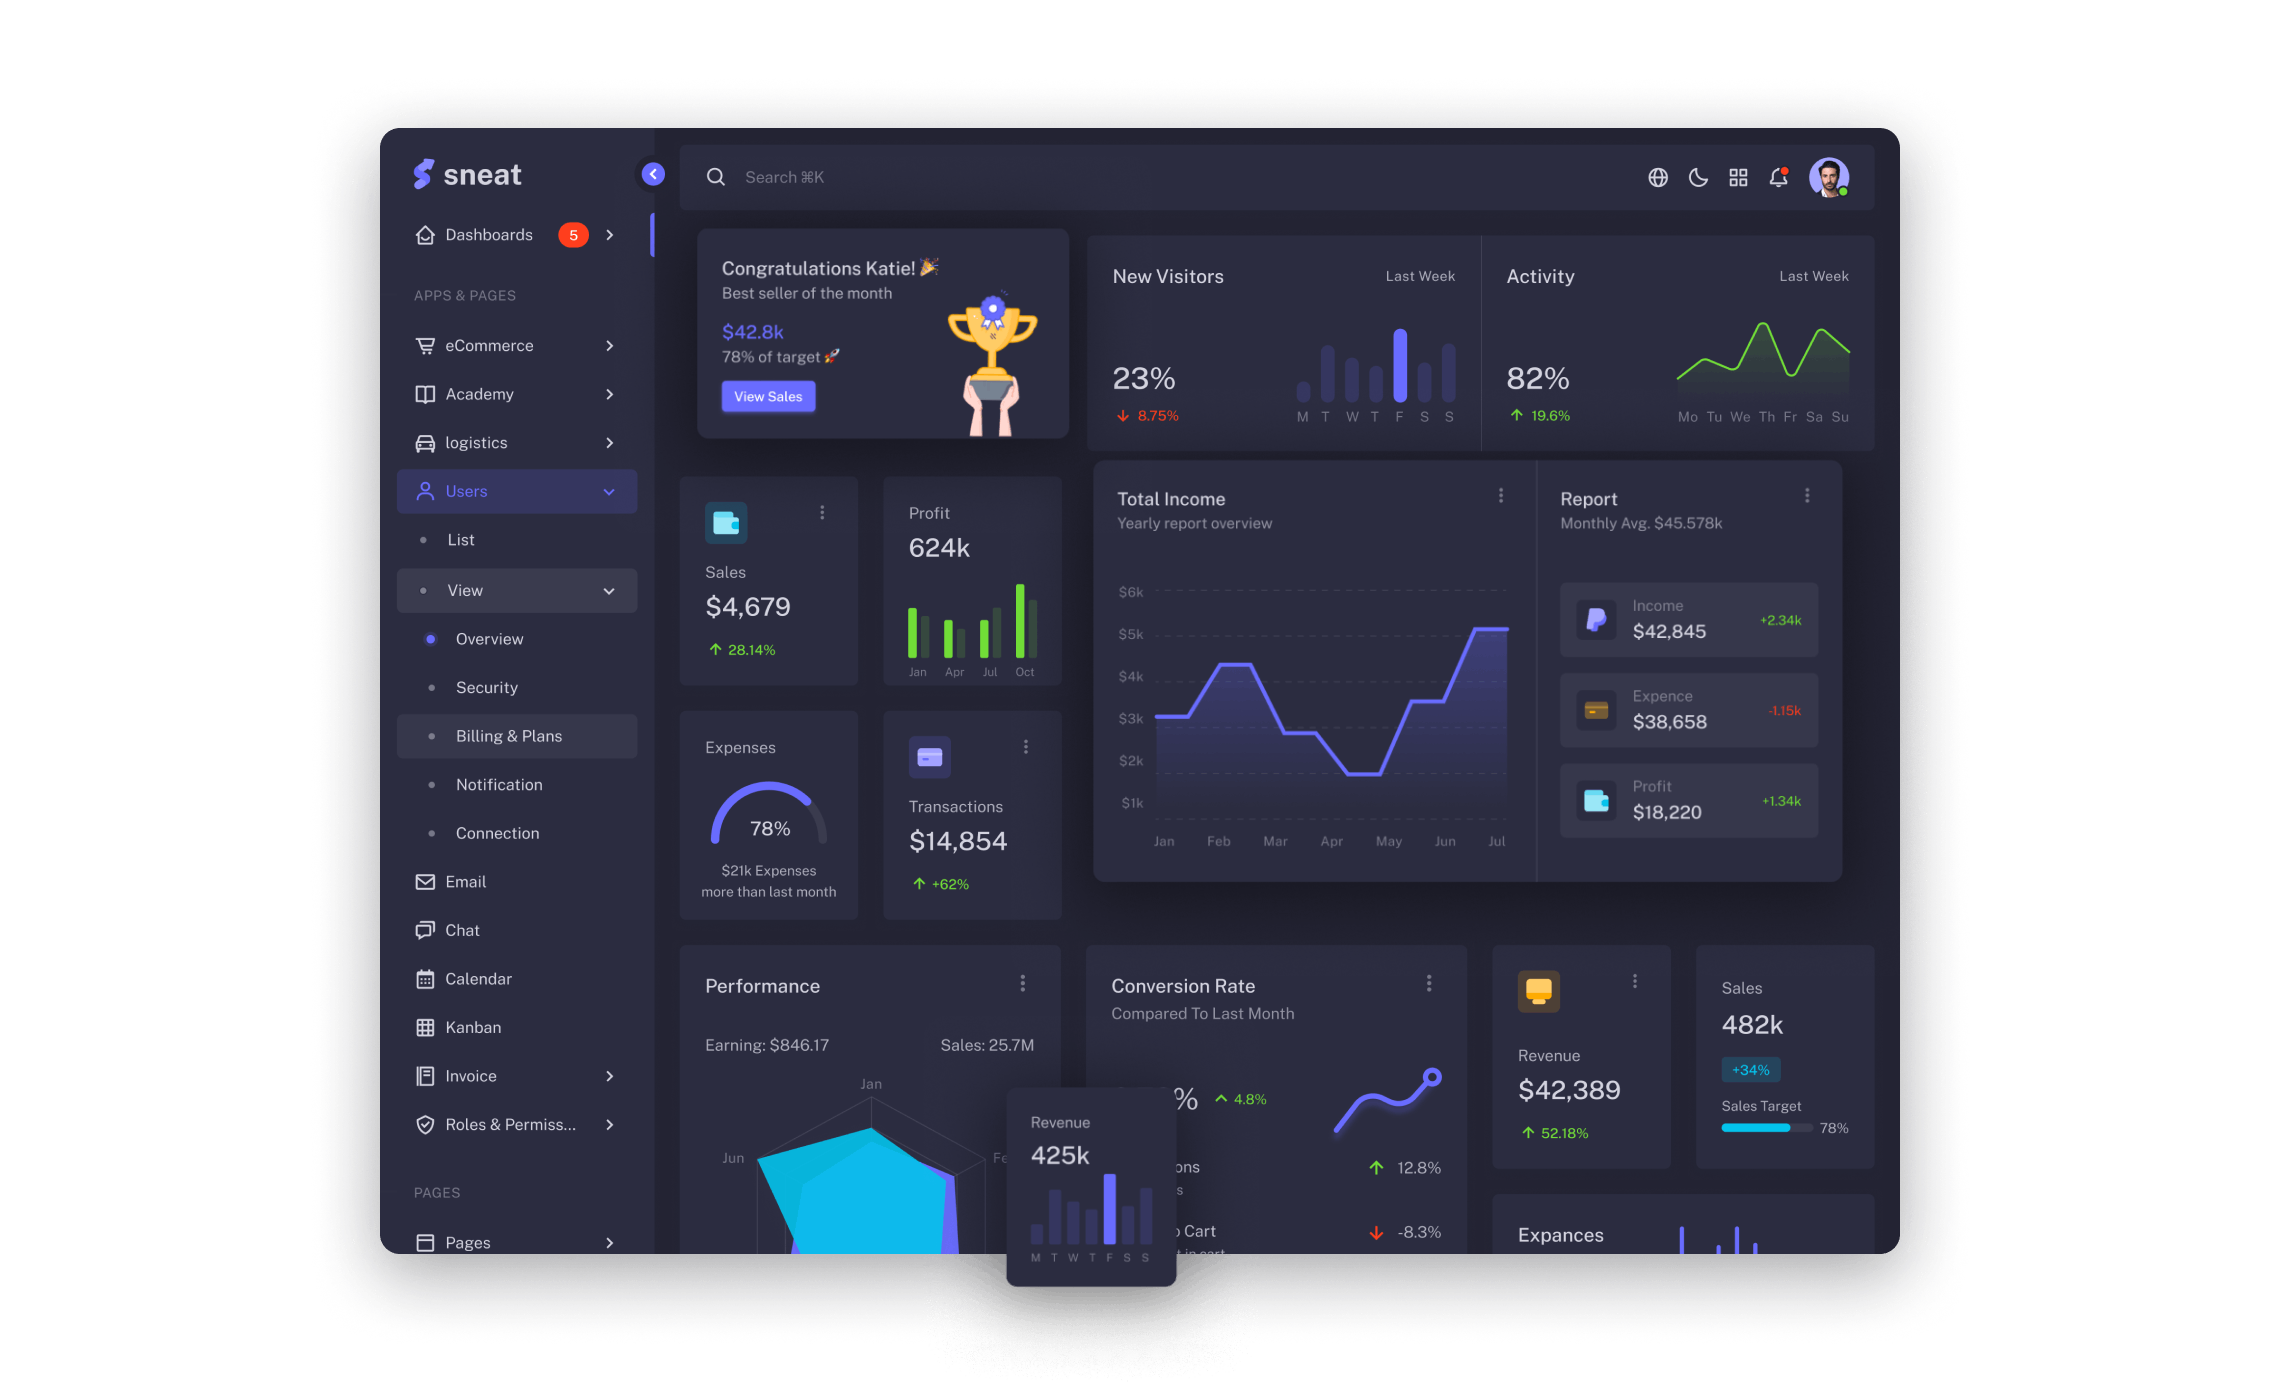 sneat
Dashboards 5
APPS & PAGES
eCommerce
Academy
logistics
Users
List
View
Overview
Security
Billing & Plans
Notification
Connection
Email
Chat
Calendar
Kanban
Invoice
Roles & Permiss...
PAGES
Pages
Search ⌘K
Congratulations Katie! 🎉
Best seller of the month
$42.8k
78% of target 🚀
View Sales
New Visitors Last Week
23%
8.75%
M T W T F S S
Activity Last Week
82%
19.6%
Mo Tu We Th Fr Sa Su
Sales
$4,679
28.14%
Profit
624k
Jan Apr Jul Oct
Expenses
78%
$21k Expenses
more than last month
Transactions
$14,854
+62%
Total Income
Yearly report overview
$6k
$5k
$4k
$3k
$2k
$1k
Jan Feb Mar Apr May Jun Jul
Report
Monthly Avg. $45.578k
Income
$42,845
+2.34k
Expence
$38,658
-1.15k
Profit
$18,220
+1.34k
Performance
Earning: $846.17 Sales: 25.7M
Jan
Jun
Revenue
425k
M T W T F S S
Conversion Rate
Compared To Last Month
% 4.8%
12.8%
Cart -8.3%
in cart
Revenue
$42,389
52.18%
Sales
482k
+34%
Sales Target
78%
Expances